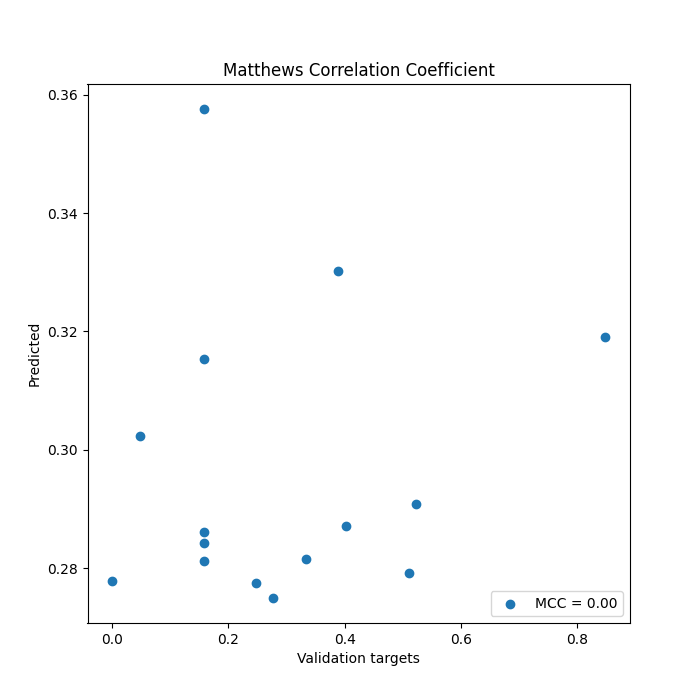 Matthews Correlation Coefficient
0.36
0.34
0.32
0.30
0.28
Predicted
MCC = 0.00
0.0 0.2 0.4 0.6 0.8
Validation targets